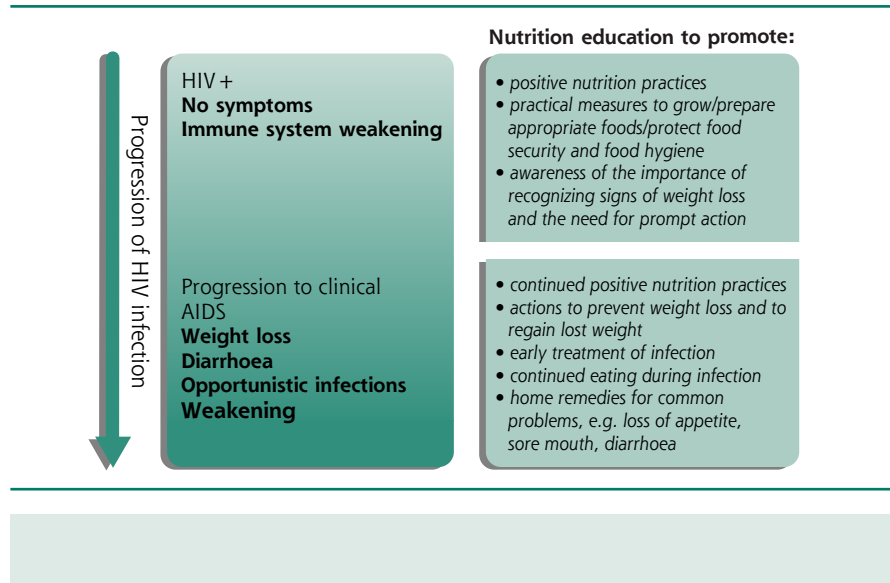 Nutrition education to promote:
Progression of HIV infection
HIV+
No symptoms
Immune system weakening
• positive nutrition practices
• practical measures to grow/prepare
appropriate foods/protect food
security and food hygiene
• awareness of the importance of
recognizing signs of weight loss
and the need for prompt action
Progression to clinical
AIDS
Weight loss
Diarrhoea
Opportunistic infections
Weakening
• continued positive nutrition practices
• actions to prevent weight loss and to
regain lost weight
• early treatment of infection
• continued eating during infection
• home remedies for common
problems, e.g. loss of appetite,
sore mouth, diarrhoea